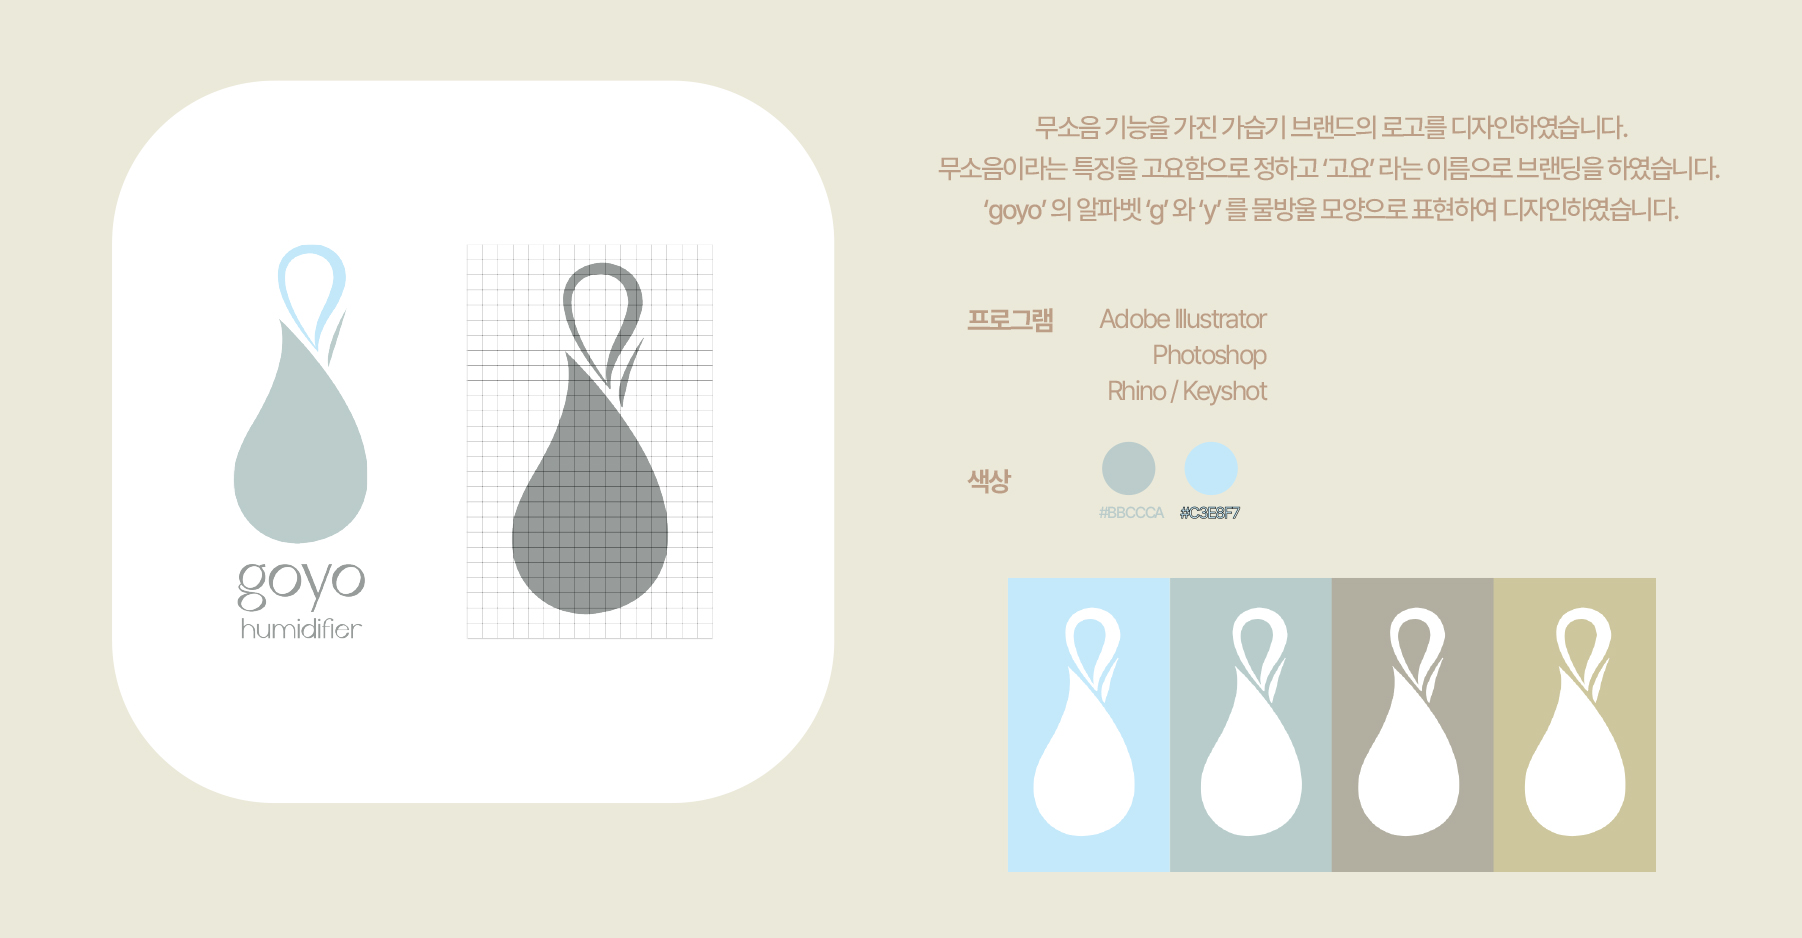 goyo
humidifier
무소음 기능을 가진 가습기 브랜드의 로고를 디자인하였습니다.
무소음이라는 특징을 고요함으로 정하고 ‘고요’ 라는 이름으로 브랜딩을 하였습니다.
‘goyo’ 의 알파벳 ‘g’ 와 ‘y’ 를 물방울 모양으로 표현하여 디자인하였습니다.
프로그램
Adobe Illustrator
Photoshop
Rhino / Keyshot
색상
#BBCCCA #C3E8F7